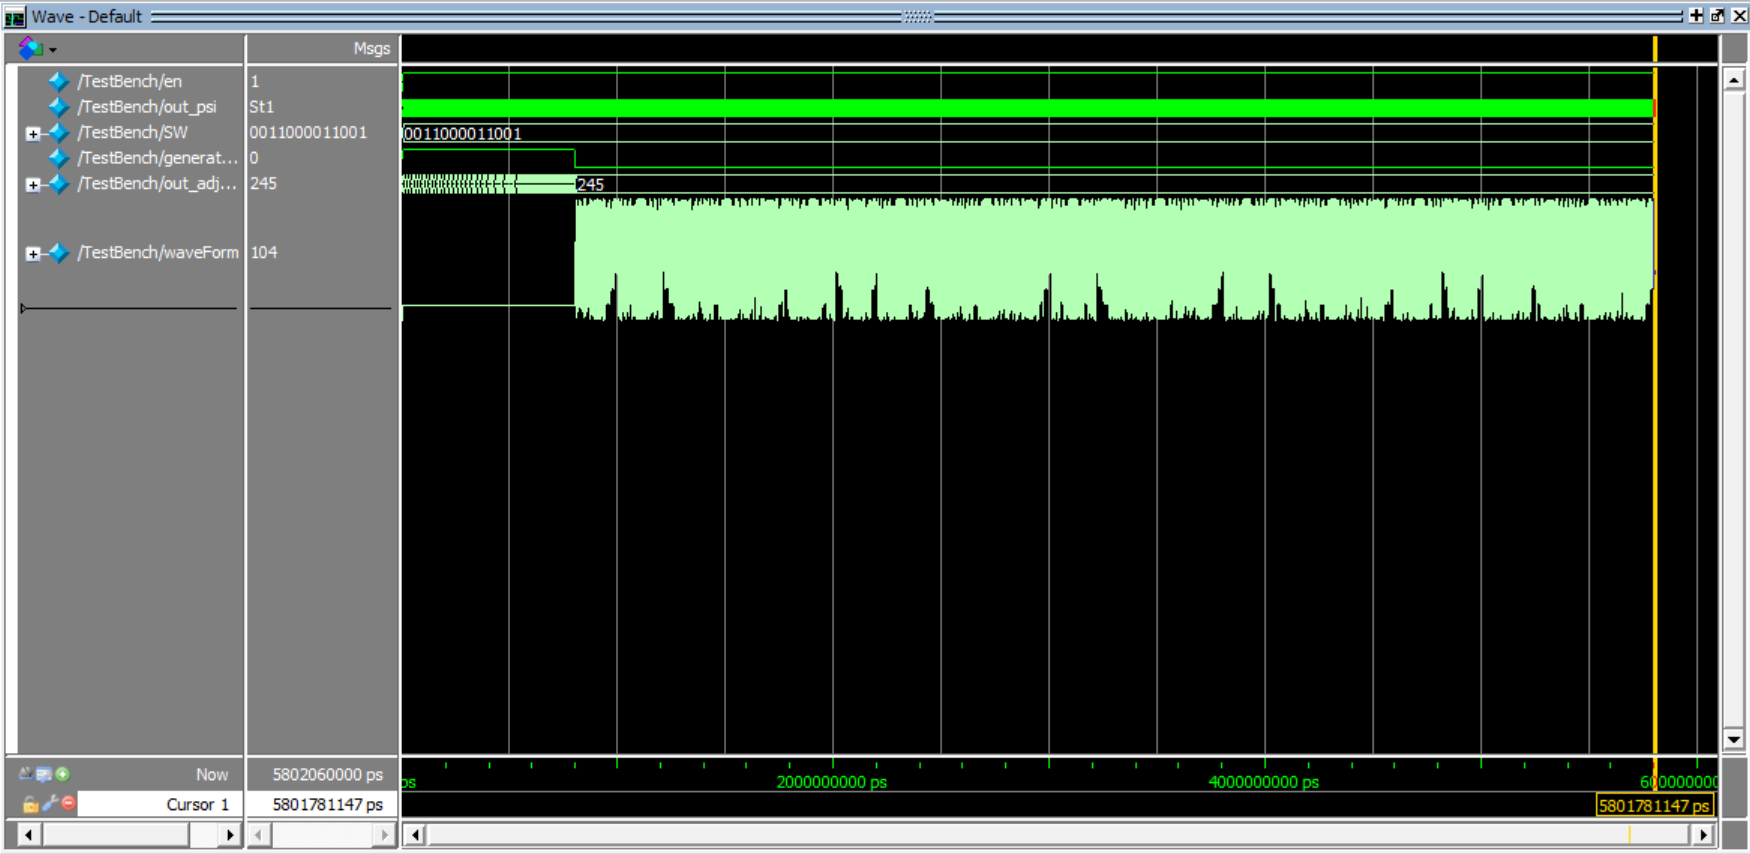 Wave - Default
Msgs
/TestBench/en 1
/TestBench/out_psi St1
/TestBench/SW 0011000011001 0011000011001
/TestBench/generat... 0
/TestBench/out_adj... 245 245
/TestBench/waveForm 104
Now 5802060000 ps ps 2000000000 ps 4000000000 ps 6000000000
Cursor 1 5801781147 ps 5801781147 ps